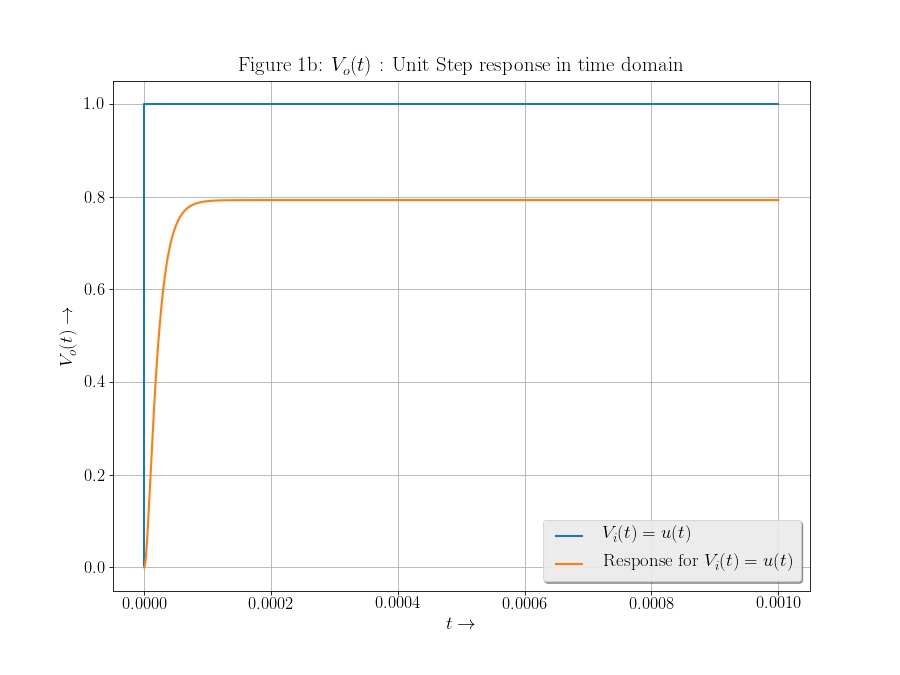 Figure 1b: V_o(t) : Unit Step response in time domain
1.0
0.8
0.6
0.4
0.2
0.0
V_o(t) →
0.0000 0.0002 0.0004 0.0006 0.0008 0.0010
t →
V_i(t) = u(t)
Response for V_i(t) = u(t)